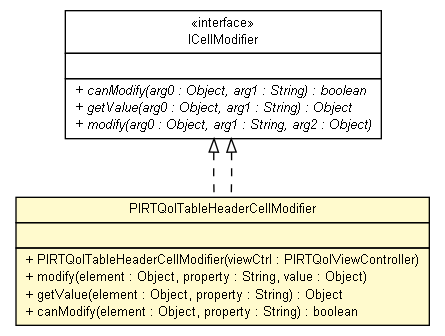 «interface»
ICellModifier
+ canModify(arg0 : Object, arg1 : String) : boolean
+ getValue(arg0 : Object, arg1 : String) : Object
+ modify(arg0 : Object, arg1 : String, arg2 : Object)
PIRTQoITableHeaderCellModifier
+ PIRTQoITableHeaderCellModifier(viewCtrl : PIRTQoIViewController)
+ modify(element : Object, property : String, value : Object)
+ getValue(element : Object, property : String) : Object
+ canModify(element : Object, property : String) : boolean